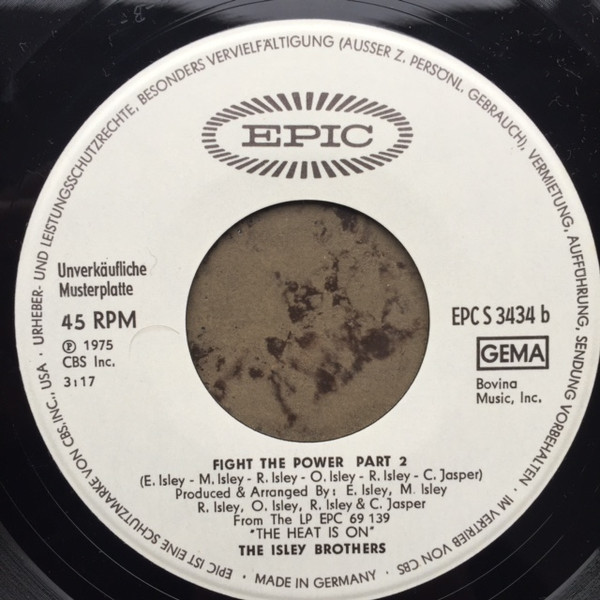 EPIC
Unverkäufliche
Musterplatte
45 RPM
℗ 1975
CBS Inc.
3:17
EPC S 3434 b
GEMA
Bovina
Music, Inc.
FIGHT THE POWER PART 2
(E. Isley - M. Isley - R. Isley - O. Isley - R. Isley - C. Jasper)
Produced & Arranged By: E. Isley, M. Isley
R. Isley, O. Isley, R. Isley & C. Jasper
From The LP EPC 69 139
"THE HEAT IS ON"
THE ISLEY BROTHERS
EPIC IST EINE SCHUTZMARKE VON CBS, INC., USA · URHEBER- UND LEISTUNGSSCHUTZRECHTE, BESONDERS VERVIELFÄLTIGUNG (AUSSER Z. PERSÖNL. GEBRAUCH), VERMIETUNG, AUFFÜHRUNG, SENDUNG VORBEHALTEN · IM VERTRIEB VON CBS · MADE IN GERMANY ·